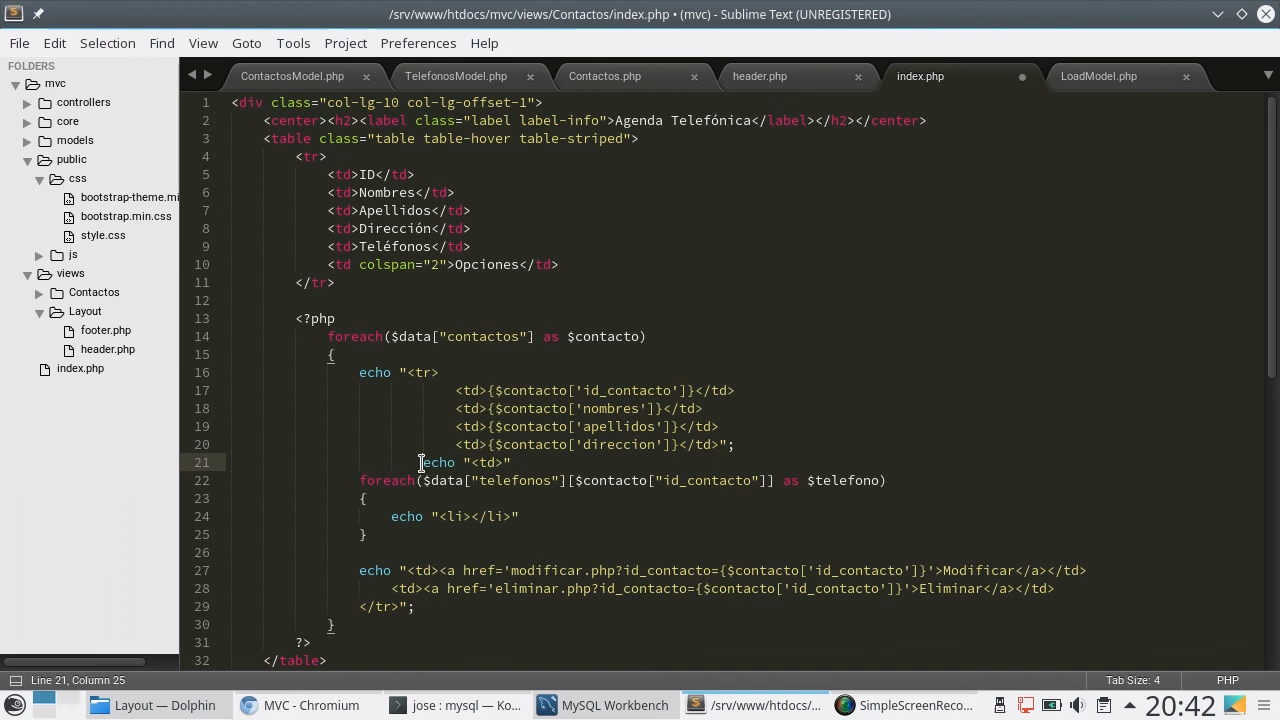 /srv/www/htdocs/mvc/views/Contactos/index.php • (mvc) - Sublime Text (UNREGISTERED)
File Edit Selection Find View Goto Tools Project Preferences Help
FOLDERS
mvc
controllers
core
models
public
css
bootstrap-theme.mi
bootstrap.min.css
style.css
js
views
Contactos
Layout
footer.php
header.php
index.php
ContactosModel.php × TelefonosModel.php × Contactos.php × header.php × index.php LoadModel.php ×
1 <div class="col-lg-10 col-lg-offset-1">
2 <center><h2><label class="label label-info">Agenda Telefónica</label></h2></center>
3 <table class="table table-hover table-striped">
4 <tr>
5 <td>ID</td>
6 <td>Nombres</td>
7 <td>Apellidos</td>
8 <td>Dirección</td>
9 <td>Teléfonos</td>
10 <td colspan="2">Opciones</td>
11 </tr>
12
13 <?php
14 foreach($data["contactos"] as $contacto)
15 {
16 echo "<tr>
17 <td>{$contacto['id_contacto']}</td>
18 <td>{$contacto['nombres']}</td>
19 <td>{$contacto['apellidos']}</td>
20 <td>{$contacto['direccion']}</td>";
21 echo "<td>"
22 foreach($data["telefonos"][$contacto["id_contacto"]] as $telefono)
23 {
24 echo "<li></li>"
25 }
26
27 echo "<td><a href='modificar.php?id_contacto={$contacto['id_contacto']}'>Modificar</a></td>
28 <td><a href='eliminar.php?id_contacto={$contacto['id_contacto']}'>Eliminar</a></td>
29 </tr>";
30 }
31 ?>
32 </table>
Line 21, Column 25 Tab Size: 4 PHP
Layout — Dolphin MVC - Chromium jose : mysql — Ko... MySQL Workbench /srv/www/htdocs/... SimpleScreenReco... 20:42